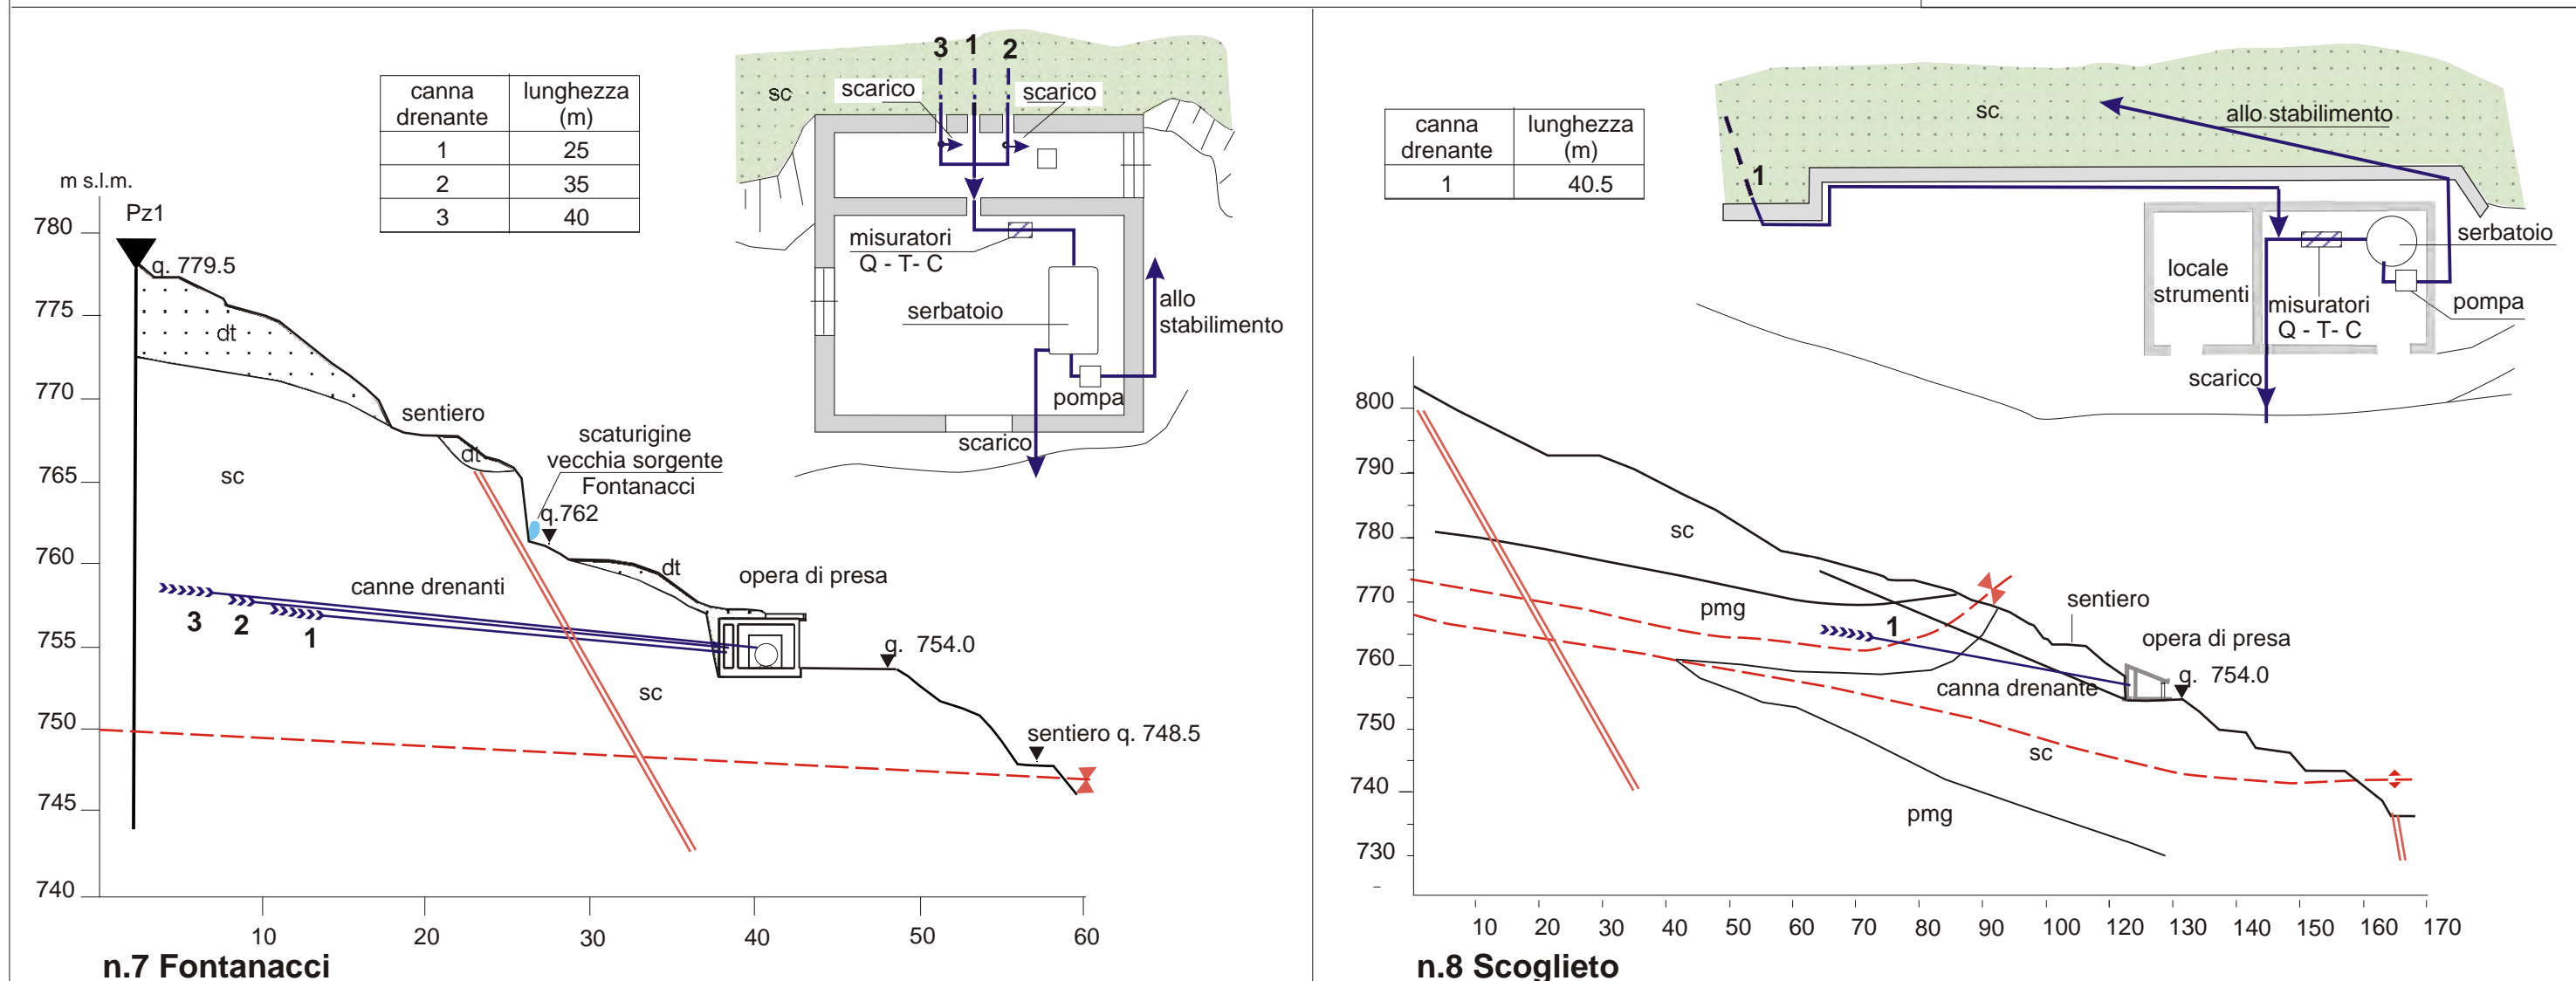 canna drenante | lunghezza (m)
1 | 25
2 | 35
3 | 40
3 1 2
sc
scarico
scarico
misuratori
Q - T- C
serbatoio
allo
stabilimento
pompa
scarico
m s.l.m.
Pz1
q. 779.5
780
775
770
765
760
755
750
745
740
dt
sentiero
dt
sc
scaturigine
vecchia sorgente
Fontanacci
q.762
dt
canne drenanti
opera di presa
3 2 1
q. 754.0
sc
sentiero q. 748.5
10 20 30 40 50 60
n.7 Fontanacci
canna drenante | lunghezza (m)
1 | 40.5
sc
allo stabilimento
1
serbatoio
locale
strumenti
misuratori
Q - T- C
pompa
scarico
800
790
780
770
760
750
740
730
sc
pmg
1
sentiero
opera di presa
q. 754.0
canna drenante
sc
pmg
10 20 30 40 50 60 70 80 90 100 110 120 130 140 150 160 170
n.8 Scoglieto